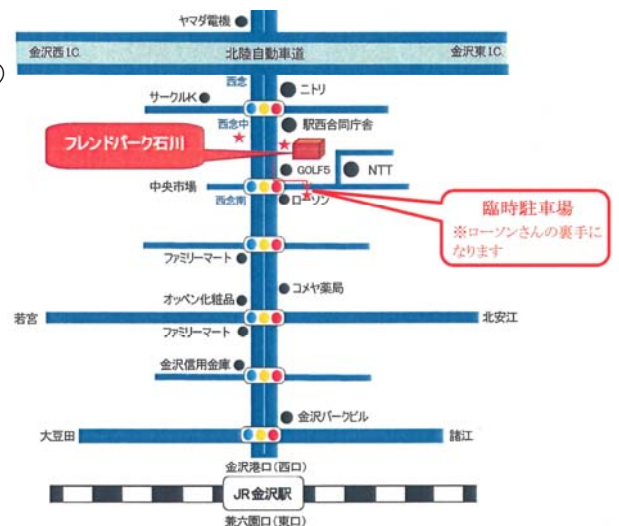 ヤマダ電機
金沢西IC
北陸自動車道
金沢東IC
西念
ニトリ
サークルK
西念中
駅西合同庁舎
フレンドパーク石川
GOLF5
NTT
中央市場
西念南
ローソン
臨時駐車場
※ローソンさんの裏手に
なります
ファミリーマート
コメヤ薬局
オッペン化粧品
若宮
北安江
ファミリーマート
金沢信用金庫
金沢パークビル
大豆田
諸江
金沢港口(西口)
JR金沢駅
兼六園口(東口)